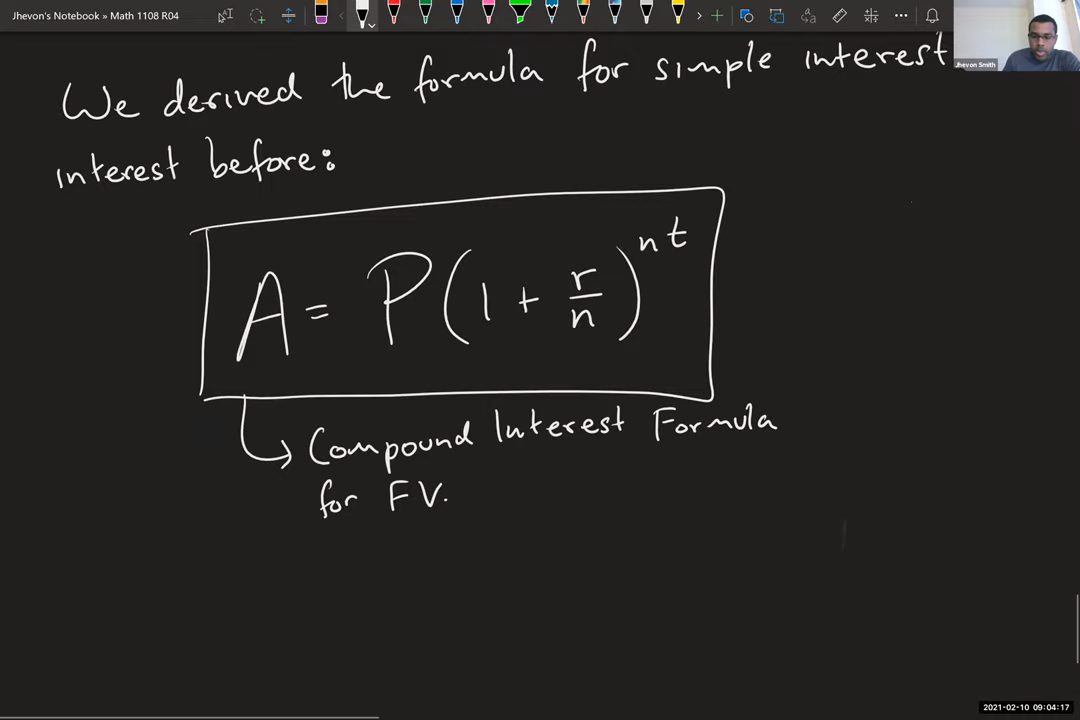 Jhevon's Notebook » Math 1108 R04
Jhevon Smith
We derived the formula for simple interest
interest before:
A = P(1 + r/n)^nt
Compound Interest Formula
for FV.
2021-02-10 09:04:17